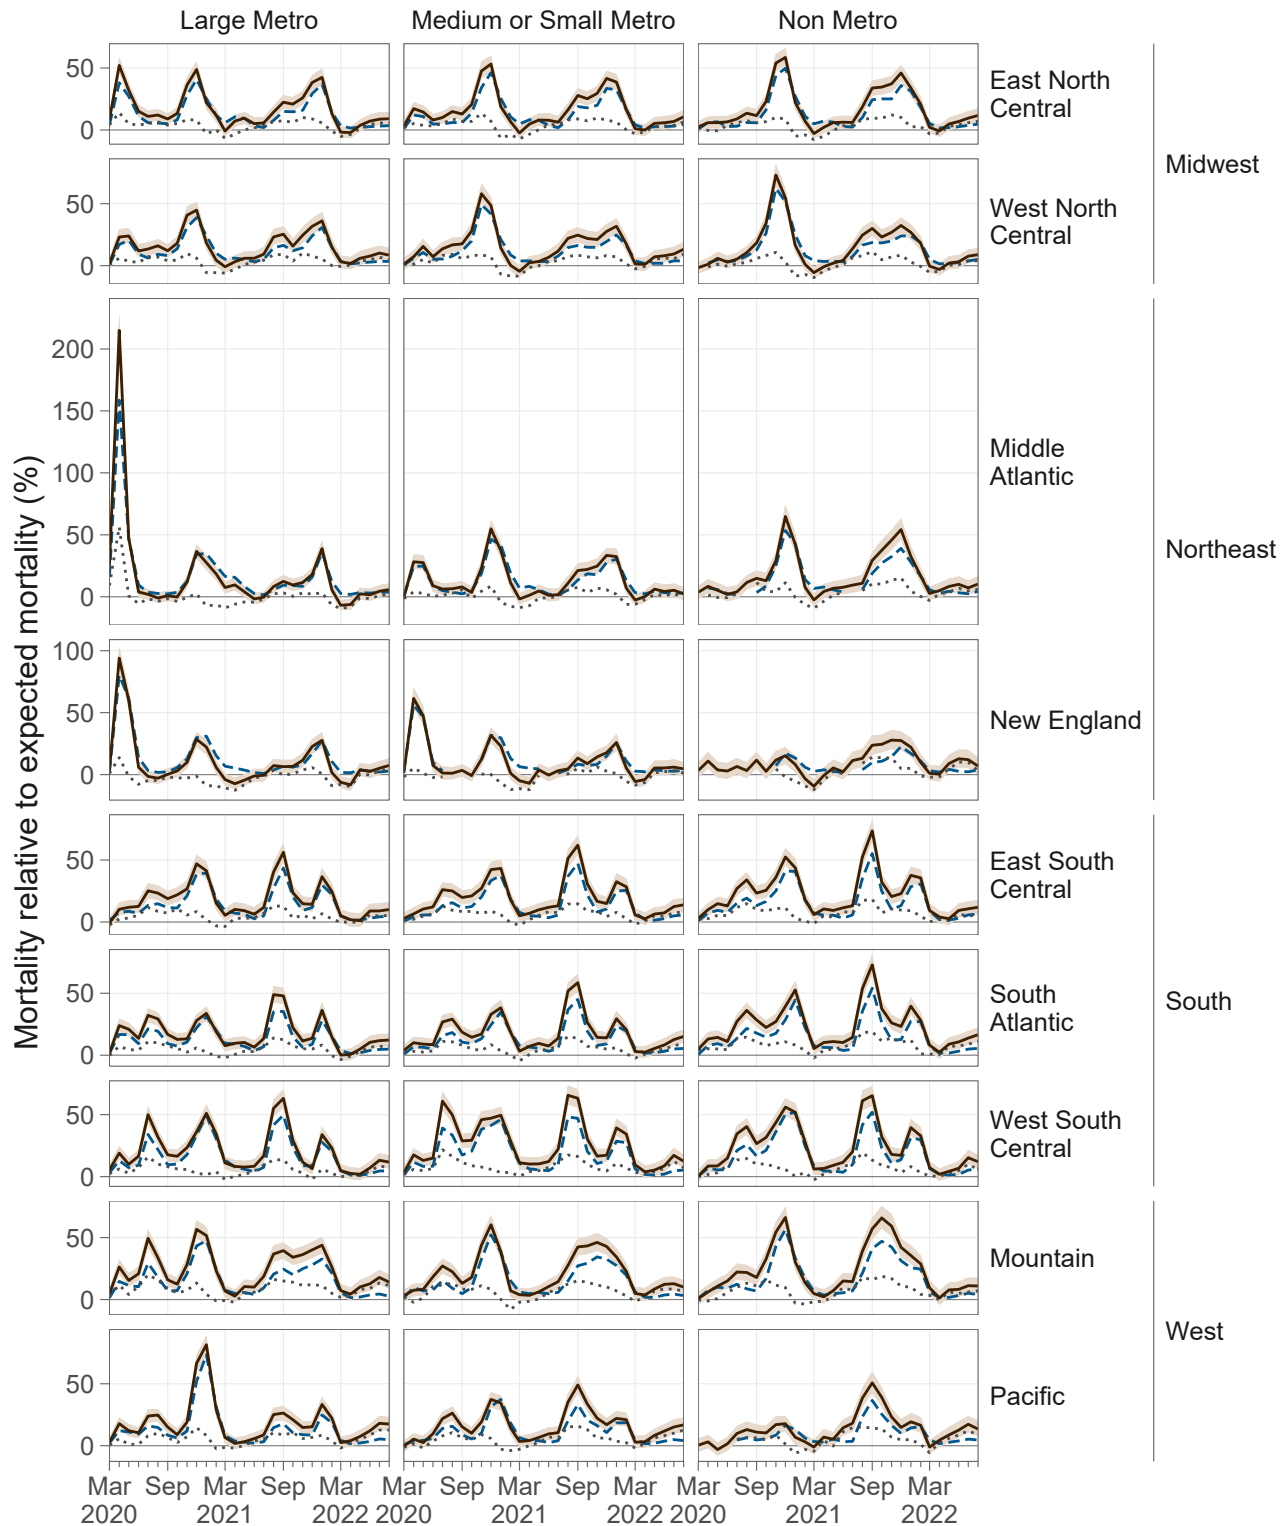 Large Metro
Medium or Small Metro
Non Metro
Mortality relative to expected mortality (%)
50
0
East North
Central
50
0
West North
Central
Midwest
200
150
100
50
0
Middle
Atlantic
100
50
0
New England
Northeast
50
0
East South
Central
50
0
South
Atlantic
50
0
West South
Central
South
50
0
Mountain
50
0
Pacific
West
Mar Sep Mar Sep Mar Mar Sep Mar Sep Mar Mar Sep Mar Sep Mar
2020 2021 2022 2020 2021 2022 2020 2021 2022